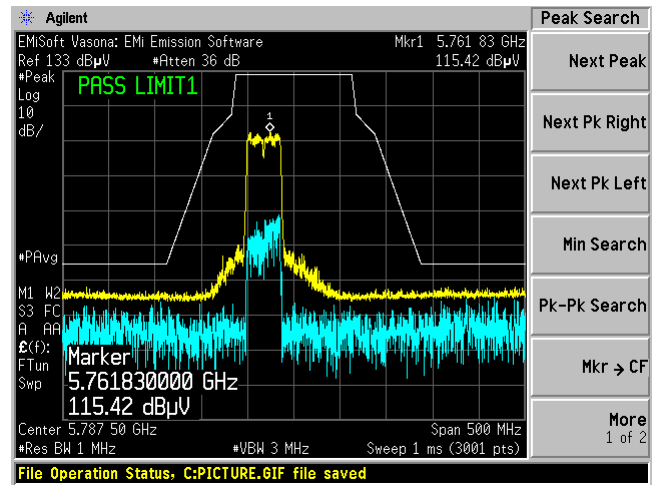 Agilent
Peak Search
EMiSoft Vasona: EMi Emission Software
Mkr1 5.761 83 GHz
Ref 133 dBµV #Atten 36 dB 115.42 dBµV
#Peak
Log
10
dB/
PASS LIMIT1
1
#PAvg
M1 W2
S3 FC
A AA
£(f):
FTun
Swp
Marker
5.761830000 GHz
115.42 dBµV
Center 5.787 50 GHz Span 500 MHz
#Res BW 1 MHz #VBW 3 MHz Sweep 1 ms (3001 pts)
File Operation Status, C:PICTURE.GIF file saved
Next Peak
Next Pk Right
Next Pk Left
Min Search
Pk-Pk Search
Mkr → CF
More
1 of 2